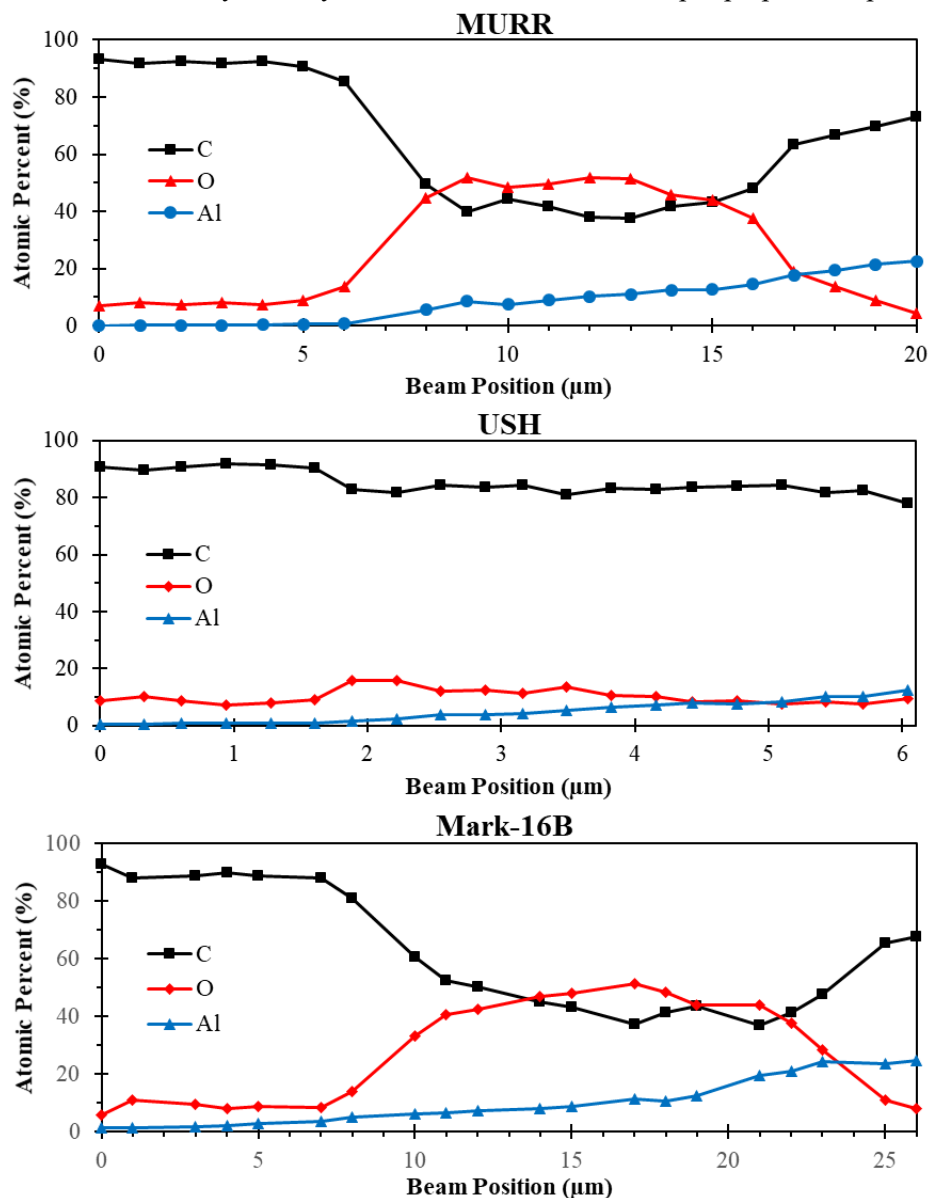 MURR
100
80
60
40
20
0
Atomic Percent (%)
C
O
Al
0 5 10 15 20
Beam Position (µm)
USH
100
80
60
40
20
0
Atomic Percent (%)
C
O
Al
0 1 2 3 4 5 6
Beam Position (µm)
Mark-16B
100
80
60
40
20
0
Atomic Percent (%)
C
O
Al
0 5 10 15 20 25
Beam Position (µm)